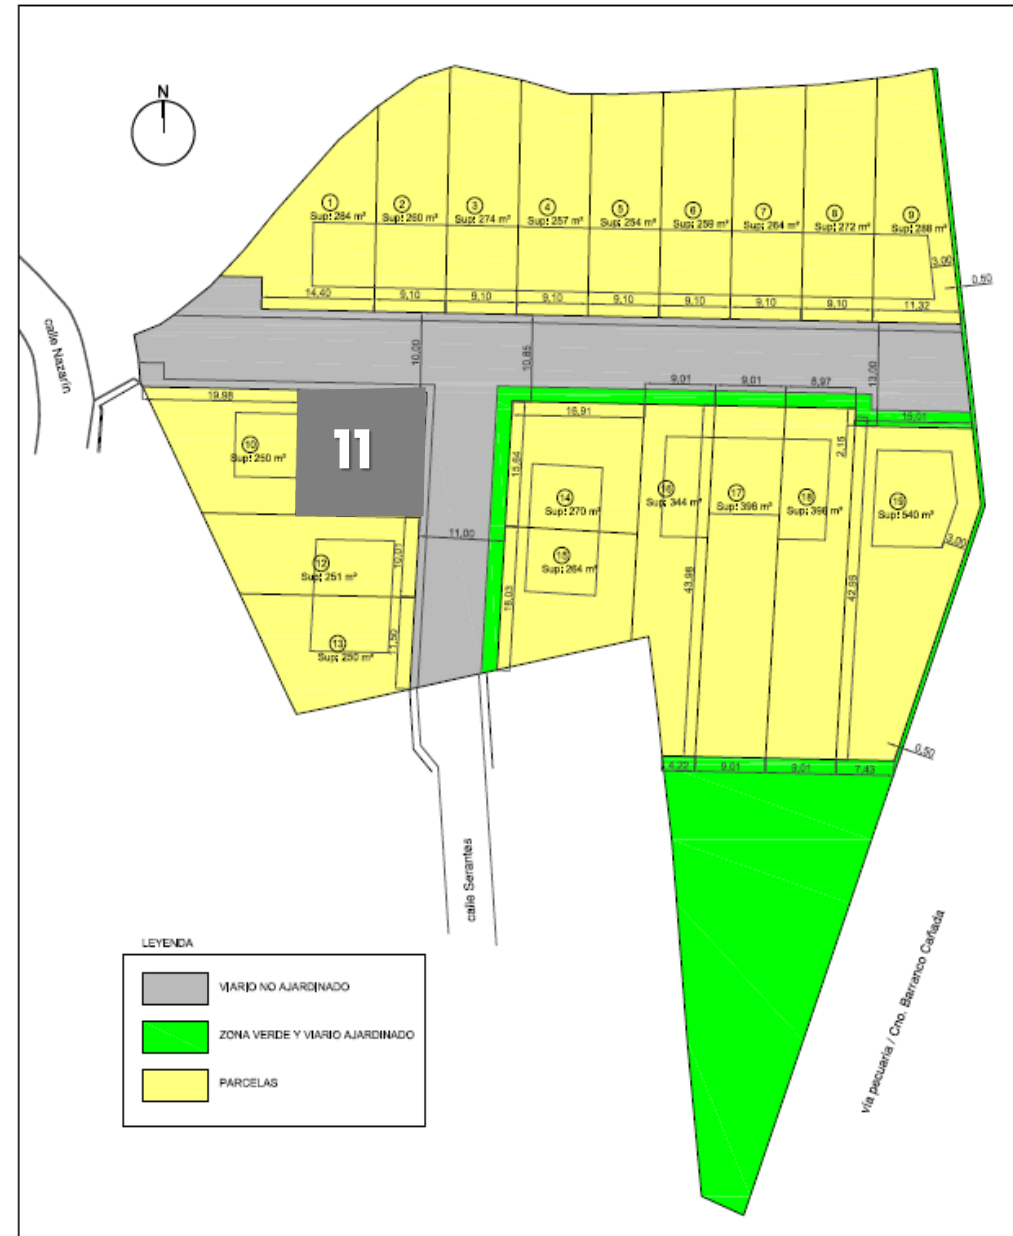 N
1
Sup: 284 m²
2
Sup: 260 m²
3
Sup: 274 m²
4
Sup: 257 m²
5
Sup: 254 m²
6
Sup: 259 m²
7
Sup: 264 m²
8
Sup: 272 m²
9
Sup: 288 m²
3,00
0,50
14,40
9,10
9,10
9,10
9,10
9,10
9,10
9,10
11,32
calle Nazarín
10,00
10,85
13,00
9,01
9,01
8,97
15,01
19,98
10
Sup: 250 m²
11
16,91
15,84
2,15
14
Sup: 270 m²
16
Sup: 344 m²
17
Sup: 396 m²
18
Sup: 396 m²
19
Sup: 540 m²
3,00
11,00
10,01
12
Sup: 251 m²
15
Sup: 264 m²
18,03
43,98
42,98
13
Sup: 250 m²
11,50
0,50
4,22
9,01
9,01
7,43
calle Serantes
vía pecuaria / Cno. Barranco Cañada
LEYENDA
VIARIO NO AJARDINADO
ZONA VERDE Y VIARIO AJARDINADO
PARCELAS